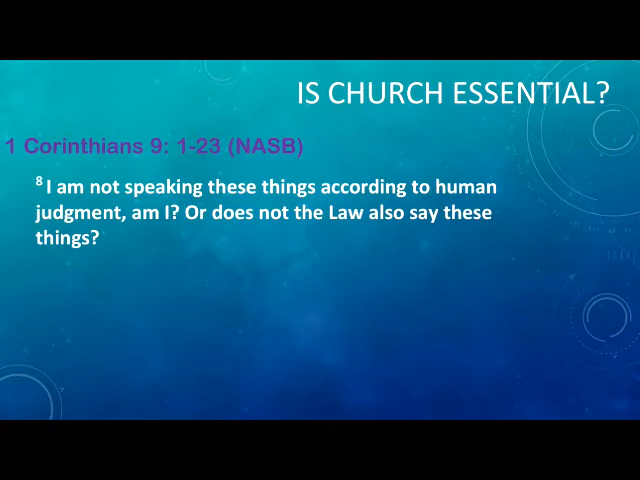 IS CHURCH ESSENTIAL?
1 Corinthians 9: 1-23 (NASB)
8 I am not speaking these things according to human
judgment, am I? Or does not the Law also say these
things?